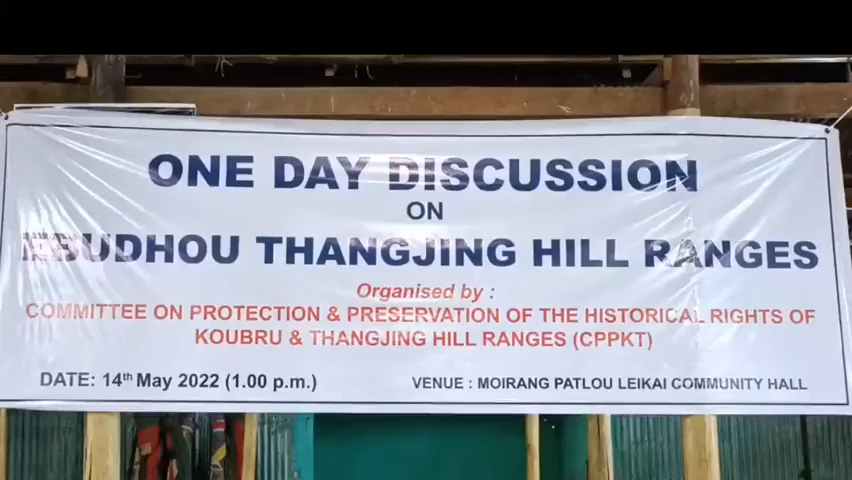 ONE DAY DISCUSSION
ON
EBUDHOU THANGJING HILL RANGES
Organised by :
COMMITTEE ON PROTECTION & PRESERVATION OF THE HISTORICAL RIGHTS OF
KOUBRU & THANGJING HILL RANGES (CPPKT)
DATE: 14th May 2022 (1.00 p.m.) VENUE : MOIRANG PATLOU LEIKAI COMMUNITY HALL